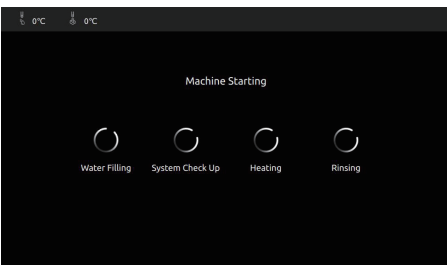 0°C 0°C
Machine Starting
Water Filling System Check Up Heating Rinsing